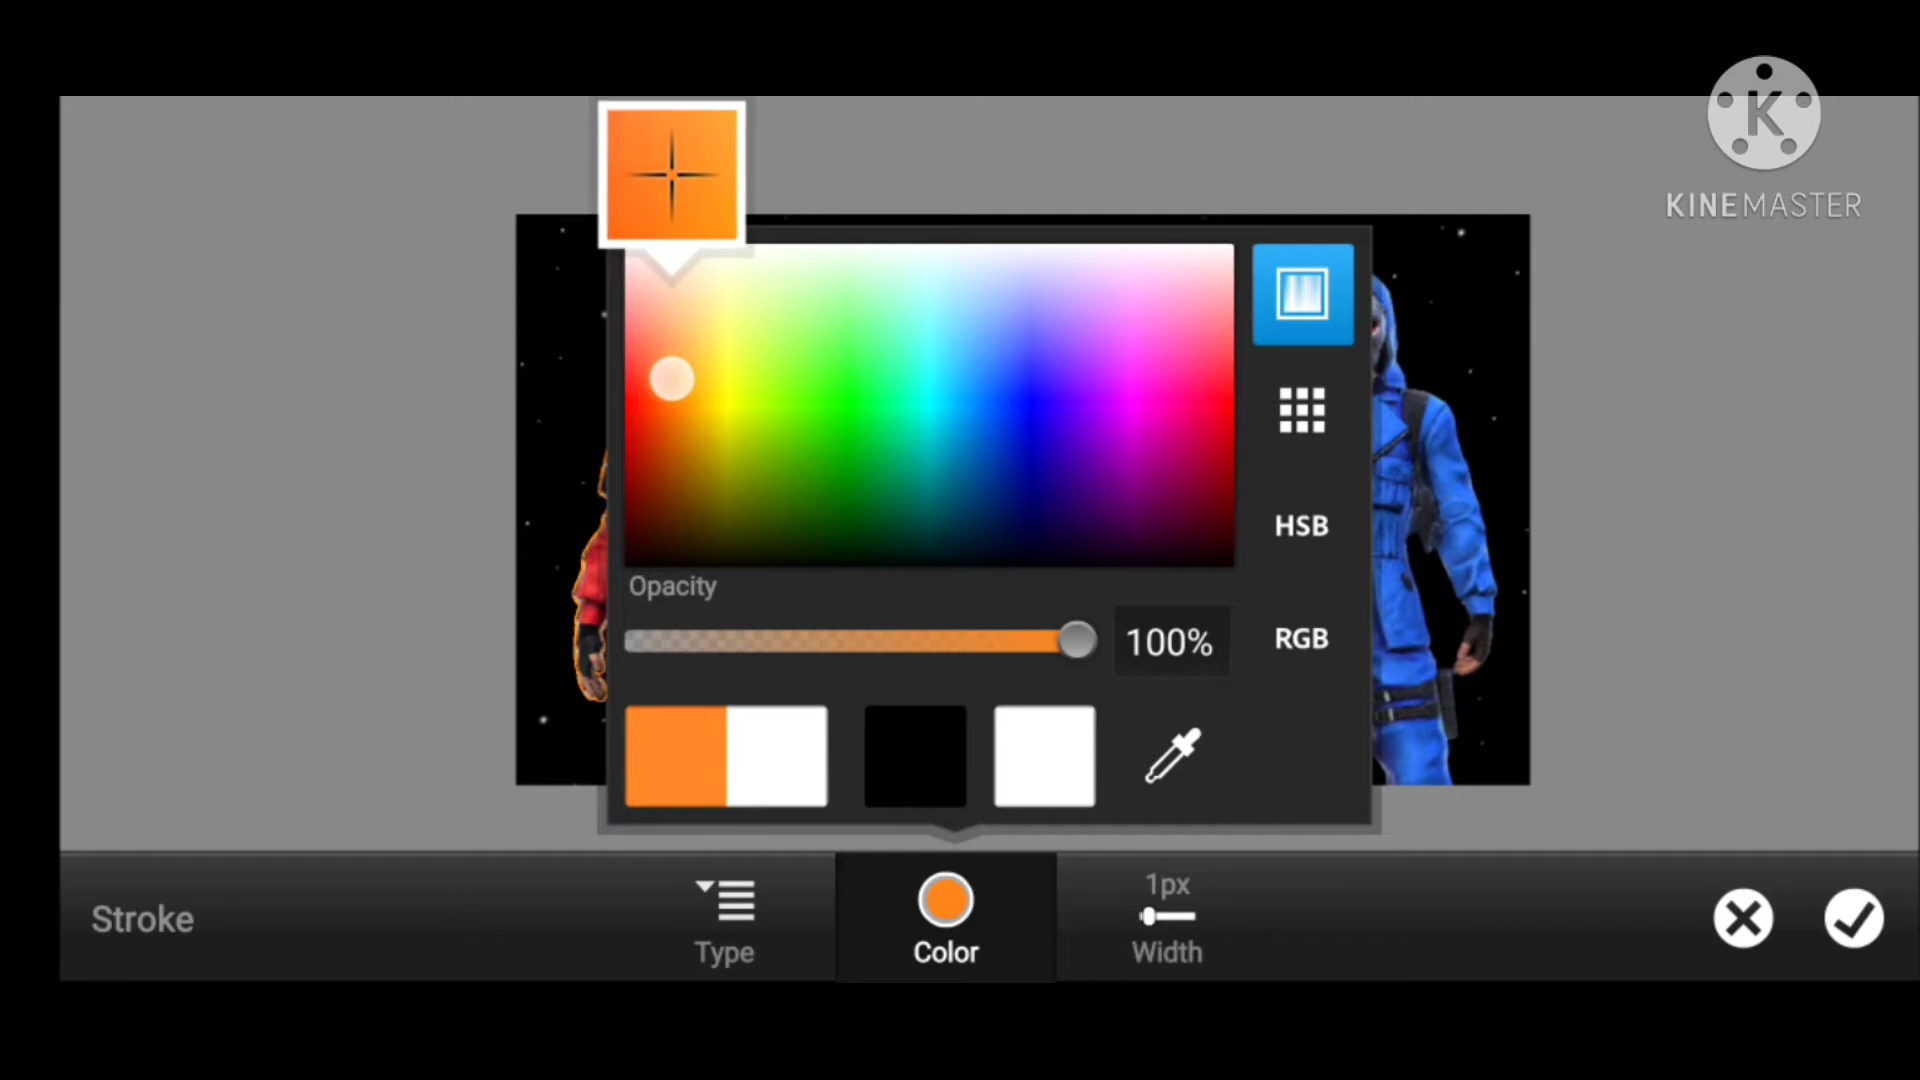 K
KINEMASTER
HSB
Opacity
100%
RGB
Stroke
Type
Color
1px
Width